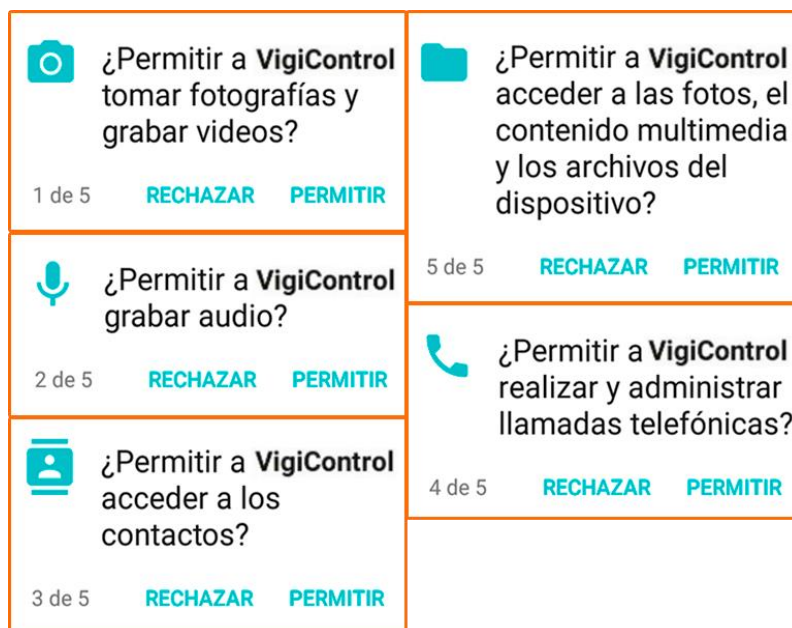 ¿Permitir a VigiControl
tomar fotografías y
grabar videos?
1 de 5 RECHAZAR PERMITIR
¿Permitir a VigiControl
grabar audio?
2 de 5 RECHAZAR PERMITIR
¿Permitir a VigiControl
acceder a los
contactos?
3 de 5 RECHAZAR PERMITIR
¿Permitir a VigiControl
acceder a las fotos, el
contenido multimedia
y los archivos del
dispositivo?
5 de 5 RECHAZAR PERMITIR
¿Permitir a VigiControl
realizar y administrar
llamadas telefónicas?
4 de 5 RECHAZAR PERMITIR